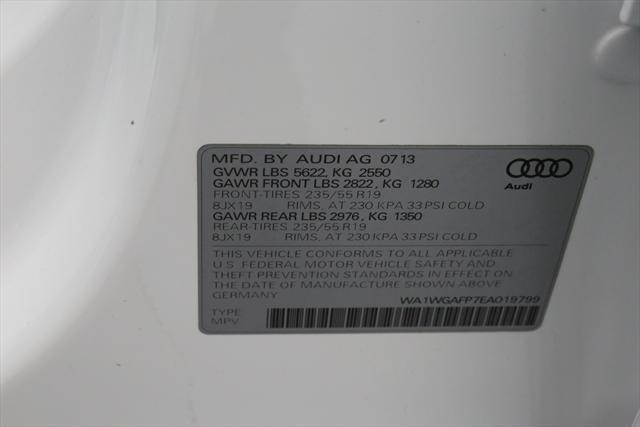 MFD. BY AUDI AG 0713
GVWR LBS 5622, KG 2550
GAWR FRONT LBS 2822, KG 1280
FRONT-TIRES 235/55 R19
8JX19 RIMS, AT 230 KPA 33 PSI COLD
GAWR REAR LBS 2976, KG 1350
REAR-TIRES 235/55 R19
8JX19 RIMS, AT 230 KPA 33 PSI COLD
Audi
THIS VEHICLE CONFORMS TO ALL APPLICABLE
U.S. FEDERAL MOTOR VEHICLE SAFETY AND
THEFT PREVENTION STANDARDS IN EFFECT ON
THE DATE OF MANUFACTURE SHOWN ABOVE
GERMANY WA1WGAFP7EA019799
TYPE:
MPV